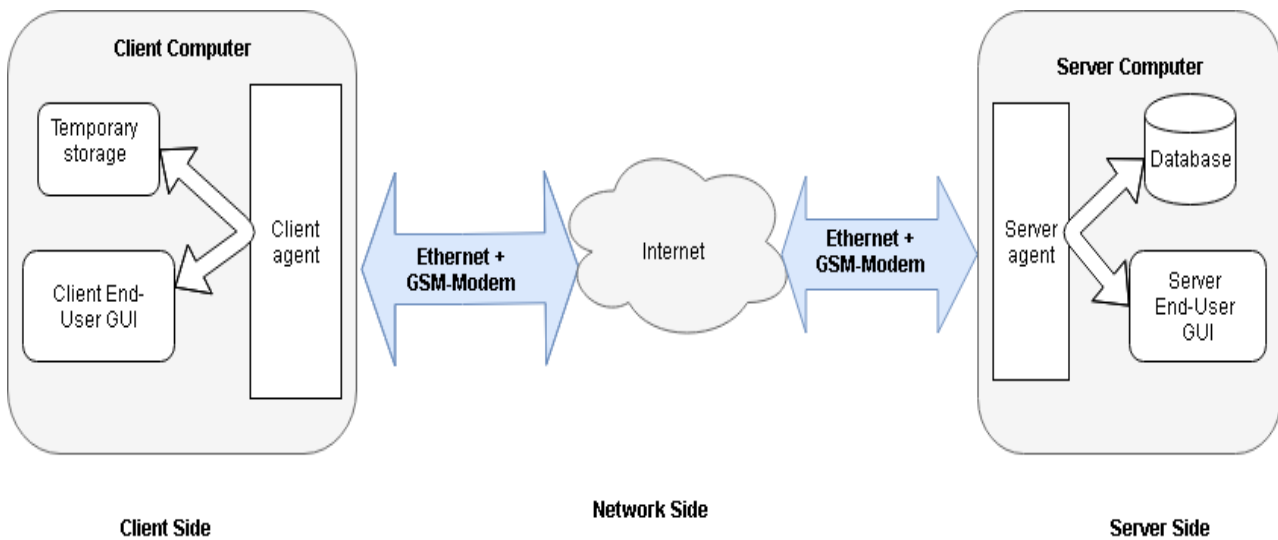 Client Computer
Temporary
storage
Client End-
User GUI
Client
agent
Ethernet +
GSM-Modem
Internet
Ethernet +
GSM-Modem
Server Computer
Server
agent
Database
Server
End-User
GUI
Client Side
Network Side
Server Side